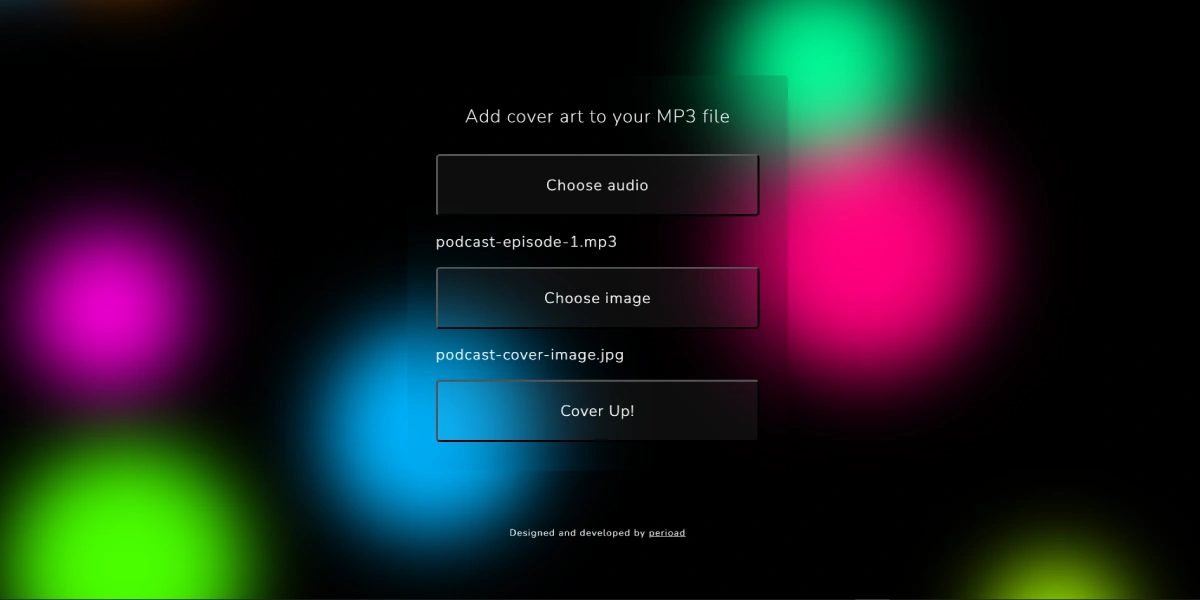 Add cover art to your MP3 file
Choose audio
podcast-episode-1.mp3
Choose image
podcast-cover-image.jpg
Cover Up!
Designed and developed by perioad